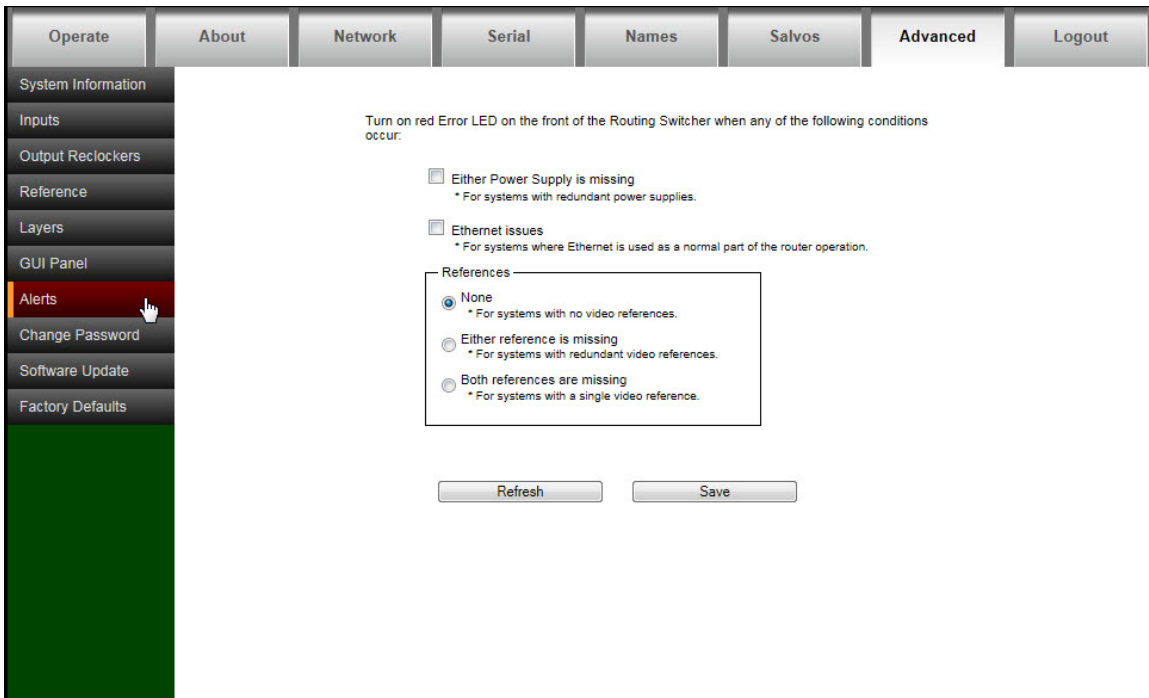 Operate
About
Network
Serial
Names
Salvos
Advanced
Logout
System Information
Inputs
Output Reclockers
Reference
Layers
GUI Panel
Alerts
Change Password
Software Update
Factory Defaults
Turn on red Error LED on the front of the Routing Switcher when any of the following conditions
occur:
Either Power Supply is missing
* For systems with redundant power supplies.
Ethernet issues
* For systems where Ethernet is used as a normal part of the router operation.
References
None
* For systems with no video references.
Either reference is missing
* For systems with redundant video references.
Both references are missing
* For systems with a single video reference.
Refresh
Save